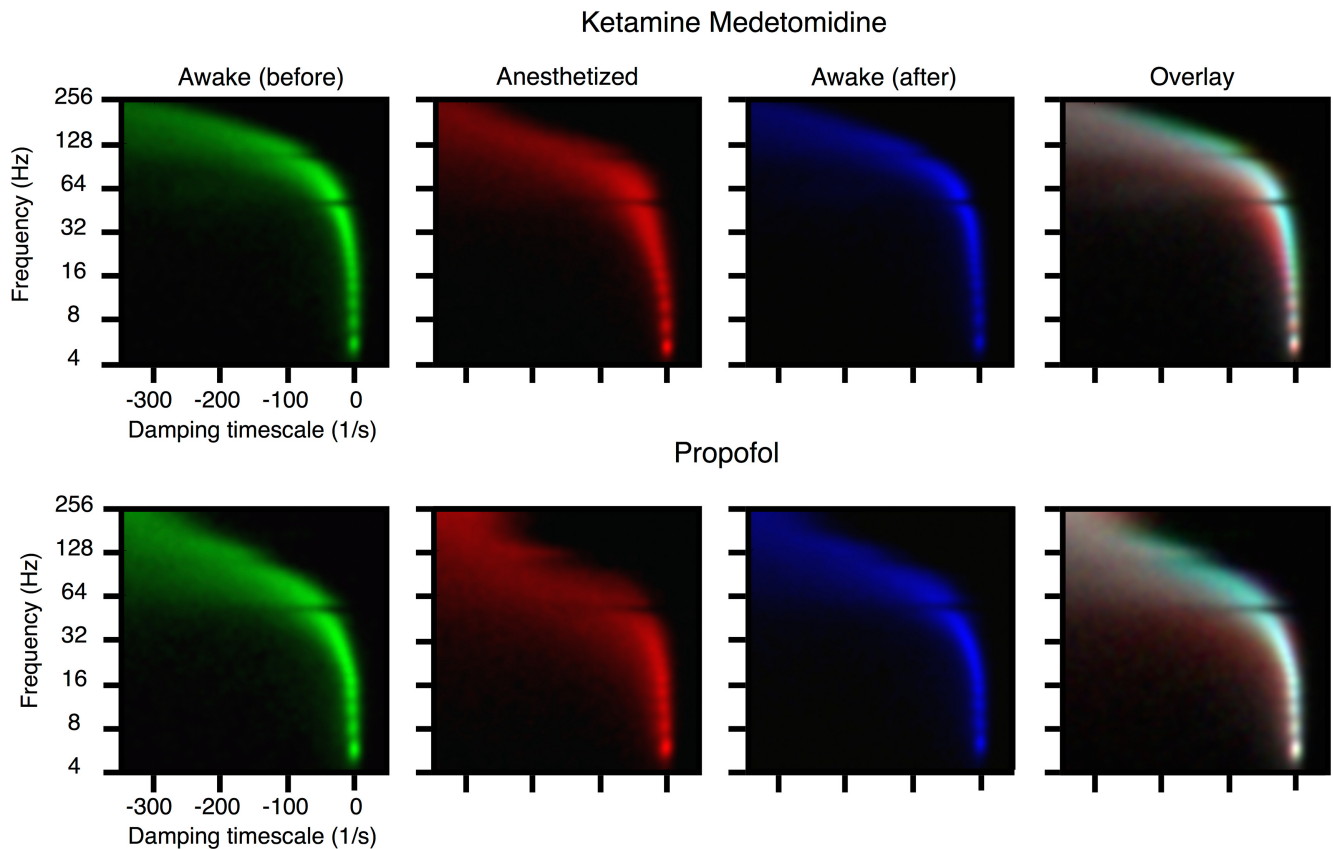 Ketamine Medetomidine
Awake (before)
Anesthetized
Awake (after)
Overlay
Frequency (Hz)
256
128
64
32
16
8
4
-300 -200 -100 0
Damping timescale (1/s)
Propofol
Frequency (Hz)
256
128
64
32
16
8
4
-300 -200 -100 0
Damping timescale (1/s)